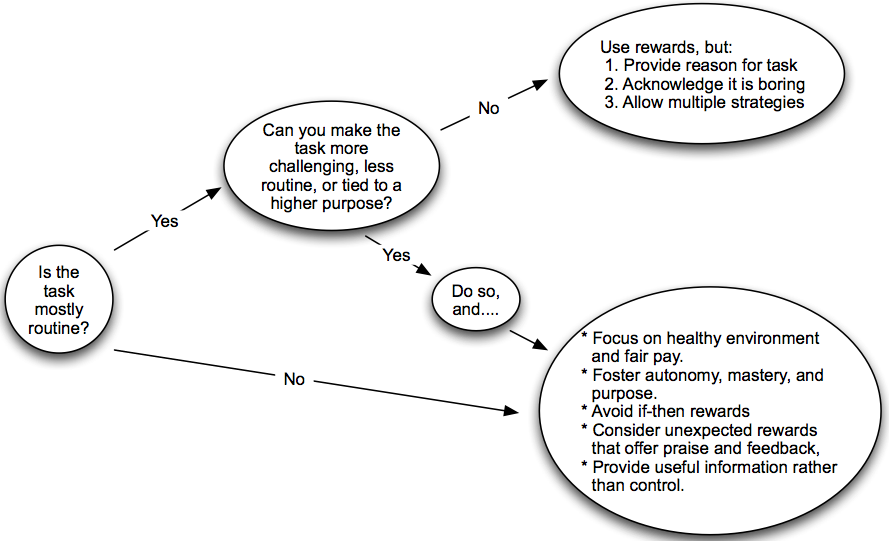 Is the
task
mostly
routine?
Yes
Can you make the
task more
challenging, less
routine, or tied to a
higher purpose?
No
Use rewards, but:
1. Provide reason for task
2. Acknowledge it is boring
3. Allow multiple strategies
Yes
Do so,
and....
No
* Focus on healthy environment
and fair pay.
* Foster autonomy, mastery, and
purpose.
* Avoid if-then rewards
* Consider unexpected rewards
that offer praise and feedback,
* Provide useful information rather
than control.